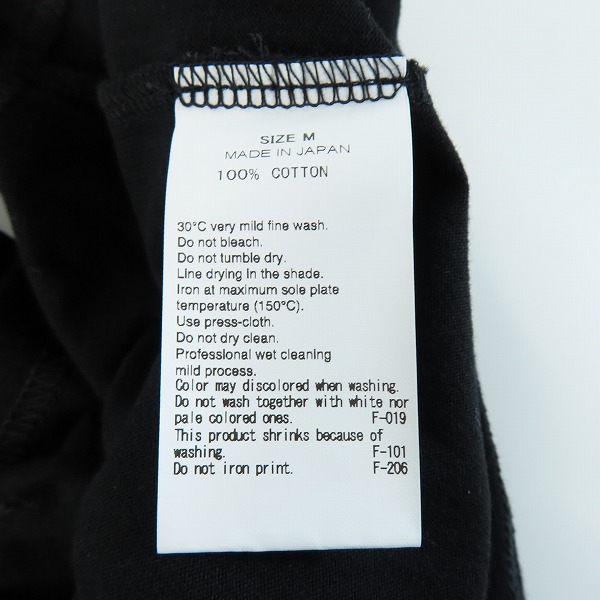 SIZE M
MADE IN JAPAN
100% COTTON
30°C very mild fine wash.
Do not bleach.
Do not tumble dry.
Line drying in the shade.
Iron at maximum sole plate
temperature (150°C).
Use press-cloth.
Do not dry clean.
Professional wet cleaning
mild process.
Color may discolored when washing.
Do not wash together with white nor
pale colored ones. F-019
This product shrinks because of
washing. F-101
Do not iron print. F-206